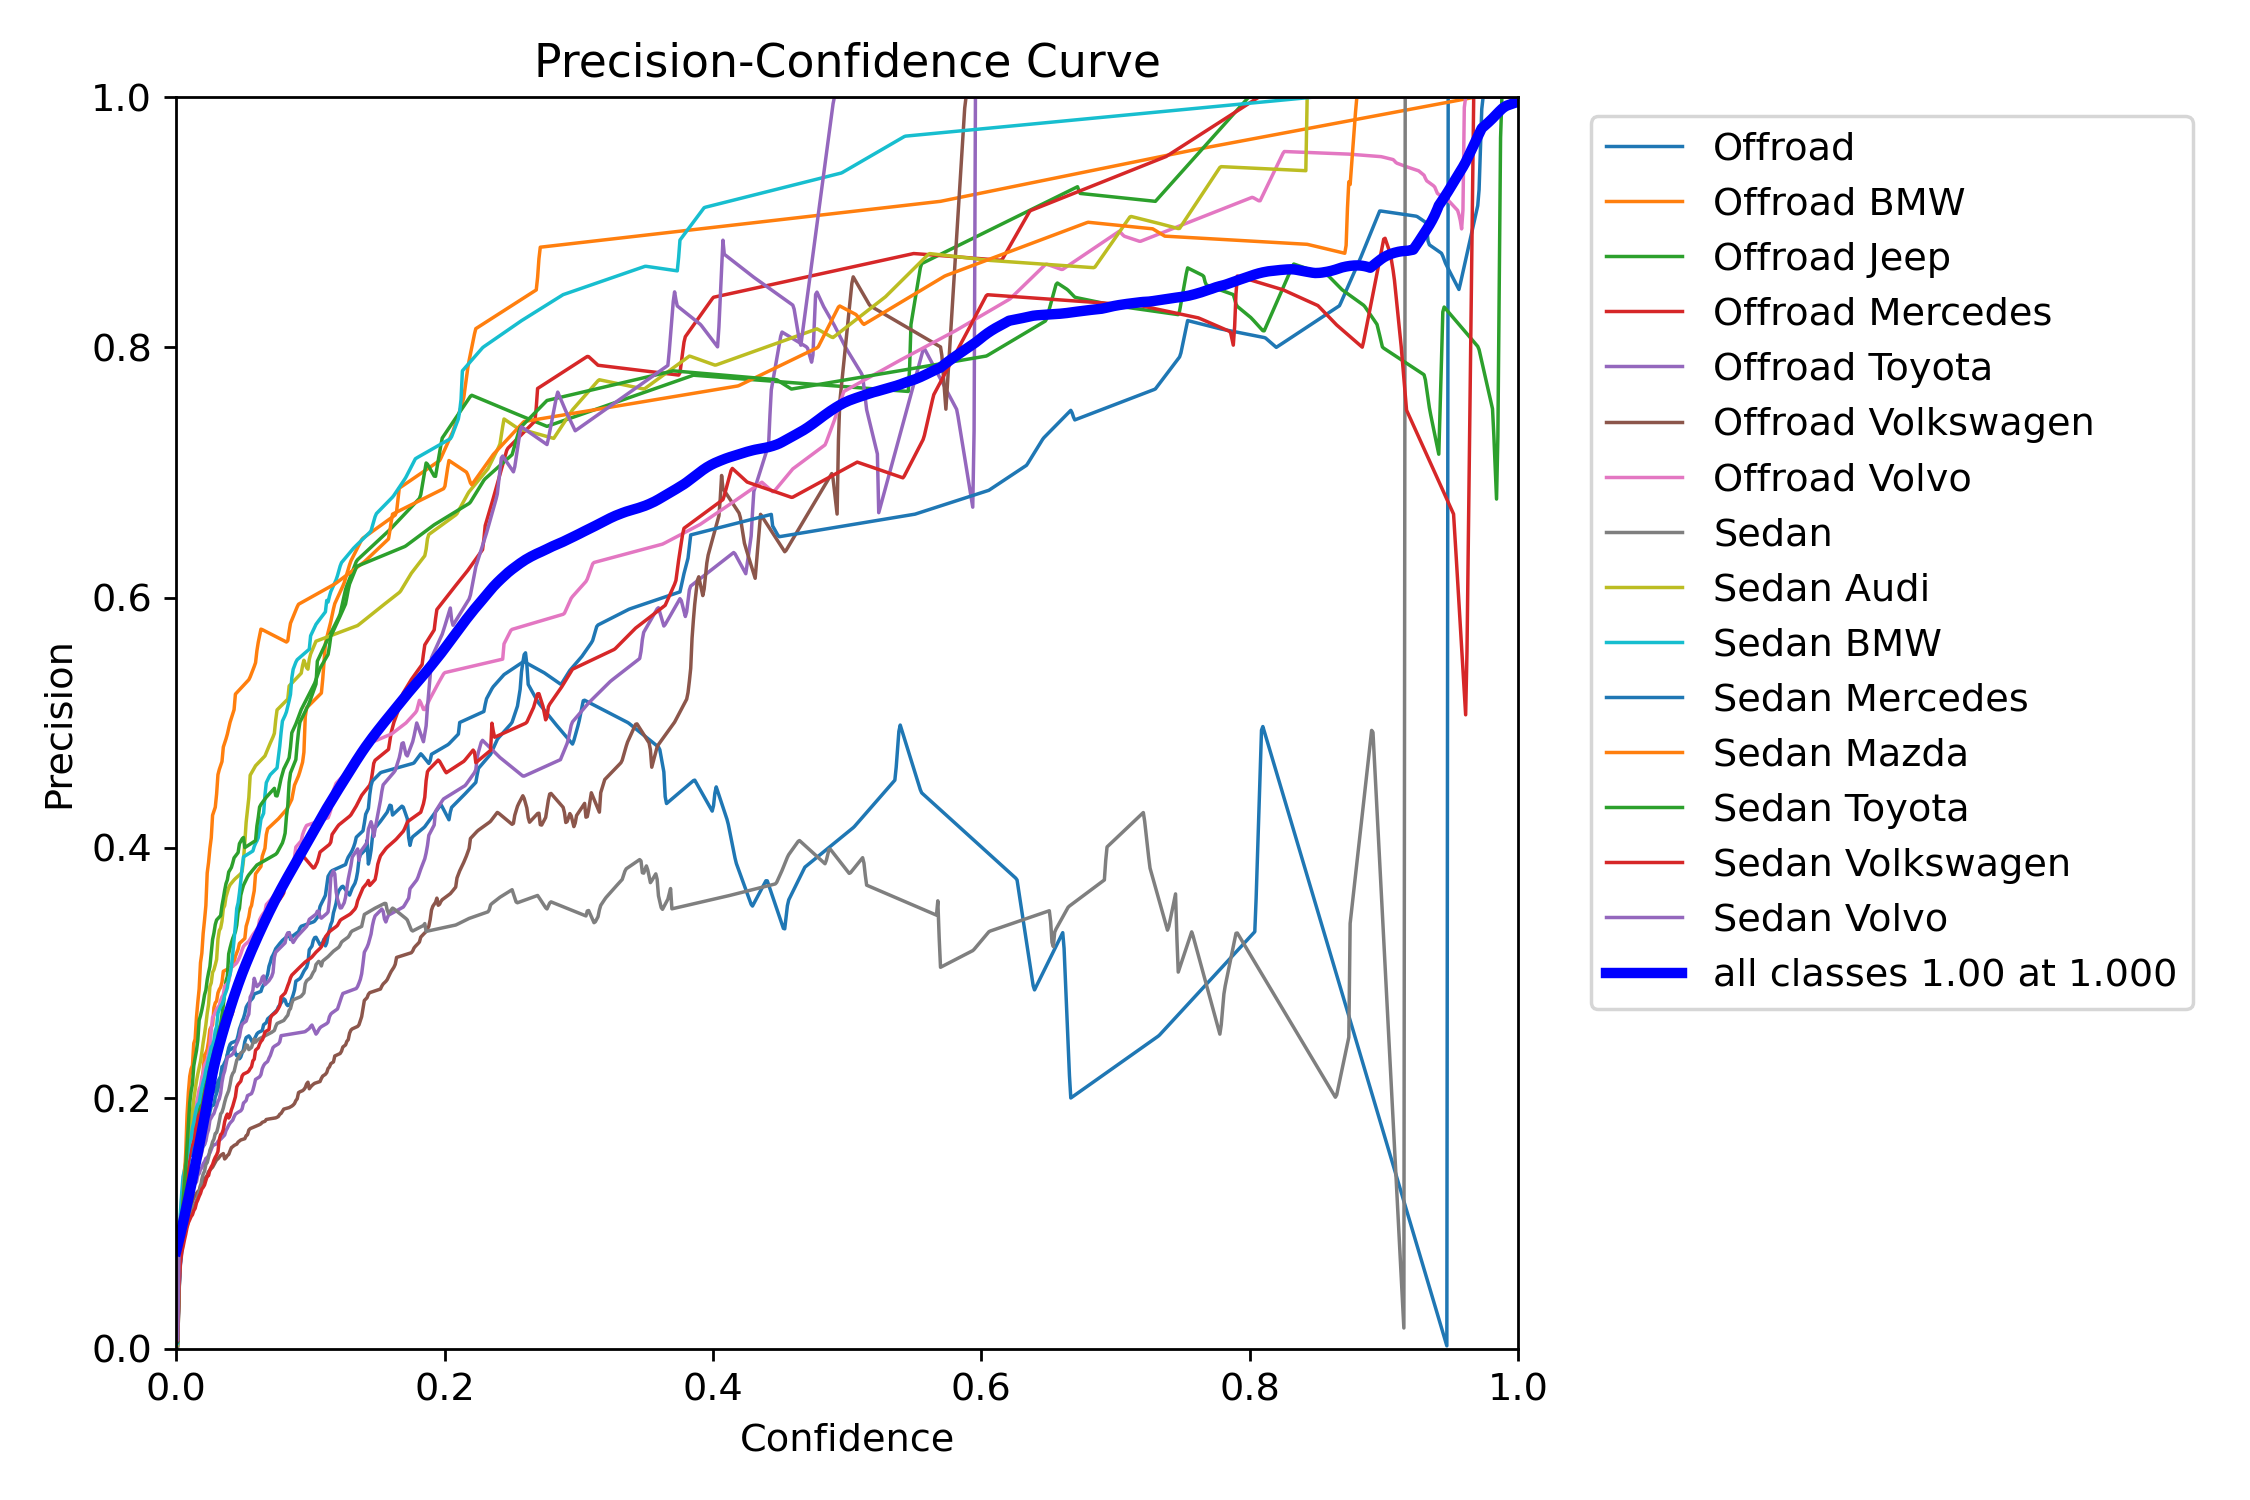 Precision-Confidence Curve
1.0
0.8
0.6
0.4
0.2
0.0
Precision
0.0
0.2
0.4
0.6
0.8
1.0
Confidence
Offroad
Offroad BMW
Offroad Jeep
Offroad Mercedes
Offroad Toyota
Offroad Volkswagen
Offroad Volvo
Sedan
Sedan Audi
Sedan BMW
Sedan Mercedes
Sedan Mazda
Sedan Toyota
Sedan Volkswagen
Sedan Volvo
all classes 1.00 at 1.000